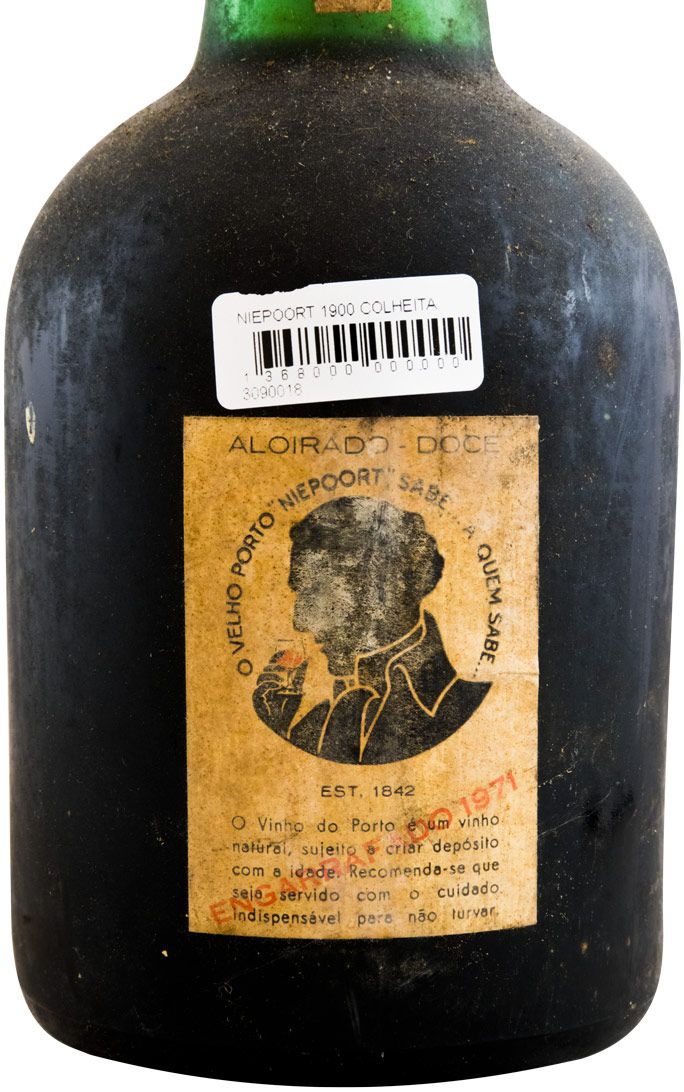 NIEPOORT 1900 COLHEITA
1 368000 000.000
3090018
ALOIRADO - DOCE
O VELHO PORTO "NIEPOORT" SABE... A QUEM SABE...
EST. 1842
O Vinho do Porto é um vinho
natural, sujeito a criar depósito
com a idade. Recomenda-se que
seja servido com o cuidado
indispensável para não turvar.
ENGARRAFADO 1971